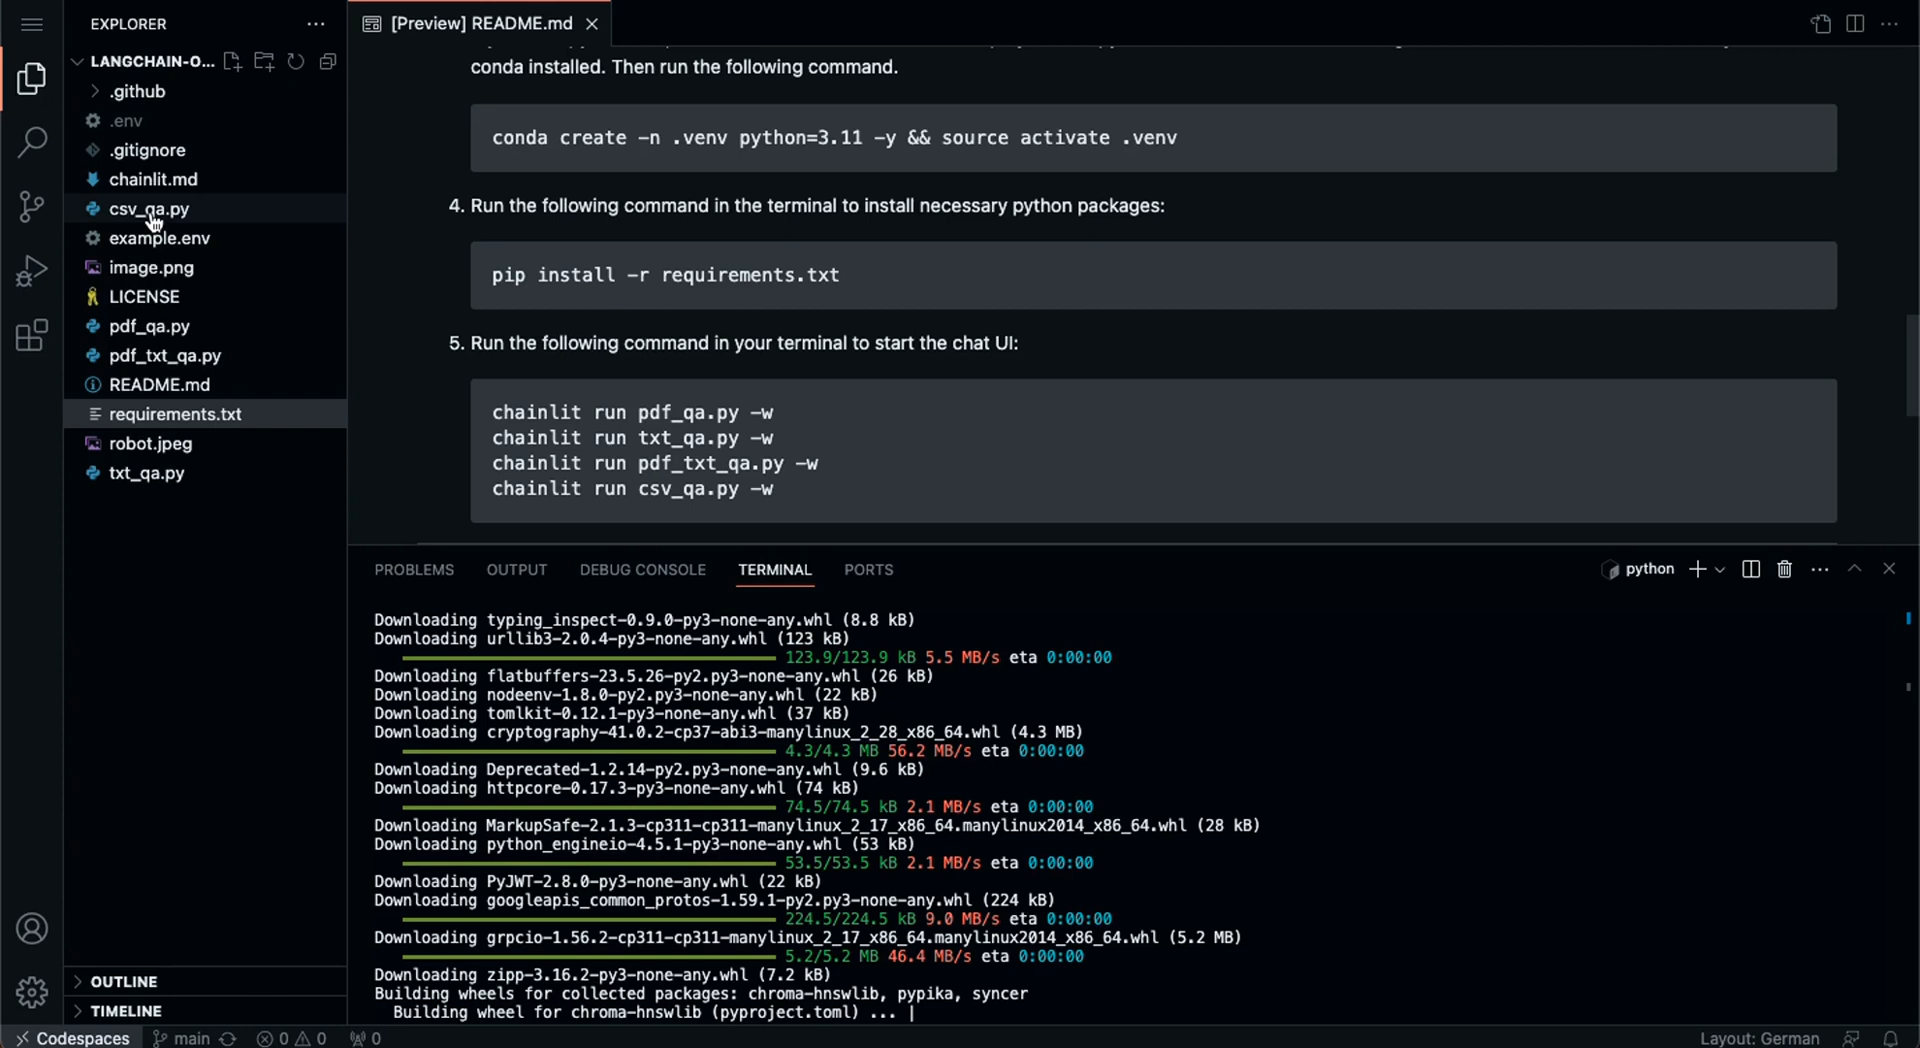 EXPLORER
[Preview] README.md
LANGCHAIN-O...
.github
.env
.gitignore
chainlit.md
csv_qa.py
example.env
image.png
LICENSE
pdf_qa.py
pdf_txt_qa.py
README.md
requirements.txt
robot.jpeg
txt_qa.py
OUTLINE
TIMELINE
conda installed. Then run the following command.
conda create -n .venv python=3.11 -y && source activate .venv
4. Run the following command in the terminal to install necessary python packages:
pip install -r requirements.txt
5. Run the following command in your terminal to start the chat UI:
chainlit run pdf_qa.py -w
chainlit run txt_qa.py -w
chainlit run pdf_txt_qa.py -w
chainlit run csv_qa.py -w
PROBLEMS OUTPUT DEBUG CONSOLE TERMINAL PORTS python
Downloading typing_inspect-0.9.0-py3-none-any.whl (8.8 kB)
Downloading urllib3-2.0.4-py3-none-any.whl (123 kB)
123.9/123.9 kB 5.5 MB/s eta 0:00:00
Downloading flatbuffers-23.5.26-py2.py3-none-any.whl (26 kB)
Downloading nodeenv-1.8.0-py2.py3-none-any.whl (22 kB)
Downloading tomlkit-0.12.1-py3-none-any.whl (37 kB)
Downloading cryptography-41.0.2-cp37-abi3-manylinux_2_28_x86_64.whl (4.3 MB)
4.3/4.3 MB 56.2 MB/s eta 0:00:00
Downloading Deprecated-1.2.14-py2.py3-none-any.whl (9.6 kB)
Downloading httpcore-0.17.3-py3-none-any.whl (74 kB)
74.5/74.5 kB 2.1 MB/s eta 0:00:00
Downloading MarkupSafe-2.1.3-cp311-cp311-manylinux_2_17_x86_64.manylinux2014_x86_64.whl (28 kB)
Downloading python_engineio-4.5.1-py3-none-any.whl (53 kB)
53.5/53.5 kB 2.1 MB/s eta 0:00:00
Downloading PyJWT-2.8.0-py3-none-any.whl (22 kB)
Downloading googleapis_common_protos-1.59.1-py2.py3-none-any.whl (224 kB)
224.5/224.5 kB 9.0 MB/s eta 0:00:00
Downloading grpcio-1.56.2-cp311-cp311-manylinux_2_17_x86_64.manylinux2014_x86_64.whl (5.2 MB)
5.2/5.2 MB 46.4 MB/s eta 0:00:00
Downloading zipp-3.16.2-py3-none-any.whl (7.2 kB)
Building wheels for collected packages: chroma-hnswlib, pypika, syncer
Building wheel for chroma-hnswlib (pyproject.toml) ...
Codespaces main 0 0 0 Layout: German